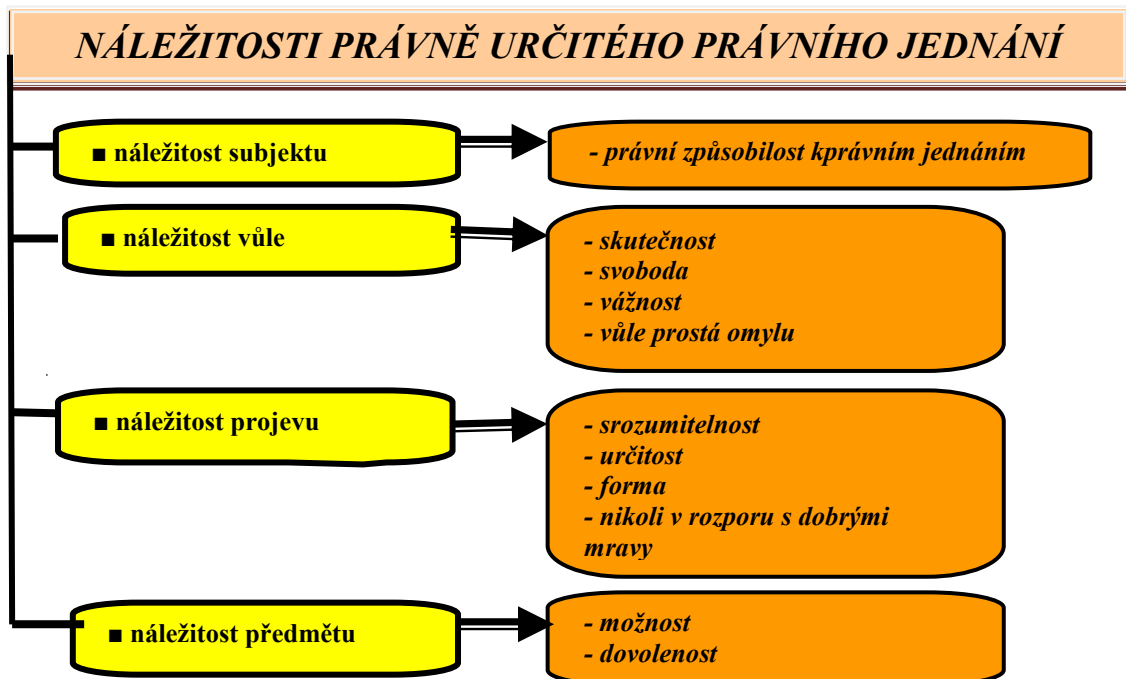 NÁLEŽITOSTI PRÁVNĚ URČITÉHO PRÁVNÍHO JEDNÁNÍ
■ náležitost subjektu
- právní způsobilost kprávním jednáním
■ náležitost vůle
- skutečnost
- svoboda
- vážnost
- vůle prostá omylu
■ náležitost projevu
- srozumitelnost
- určitost
- forma
- nikoli v rozporu s dobrými
mravy
■ náležitost předmětu
- možnost
- dovolenost